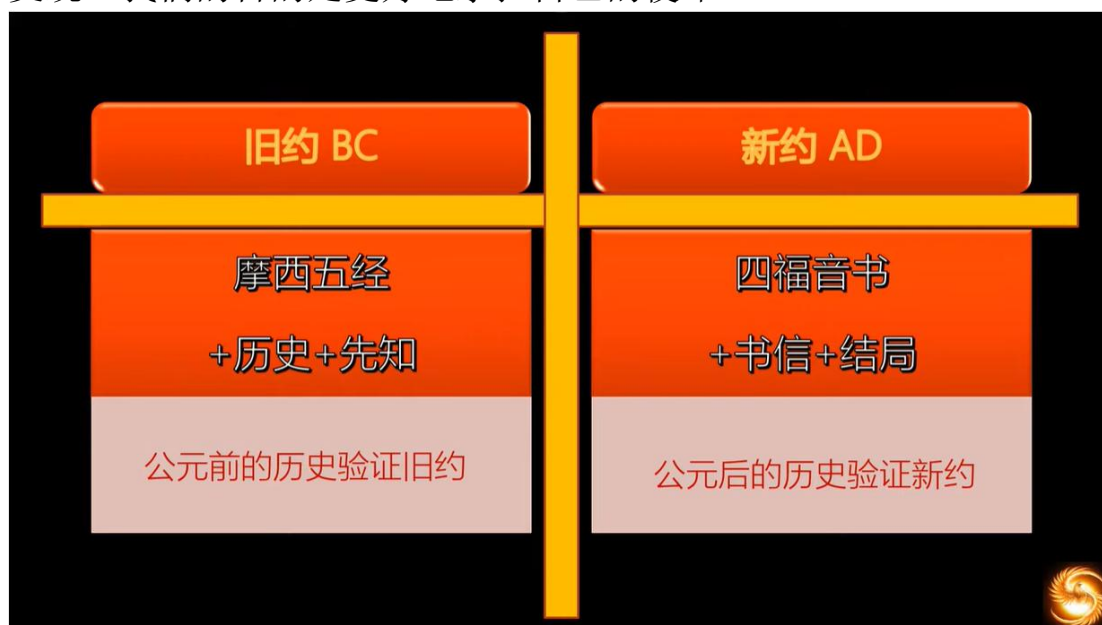 旧约 BC
新约 AD
摩西五经
+历史+先知
四福音书
+书信+结局
公元前的历史验证旧约
公元后的历史验证新约